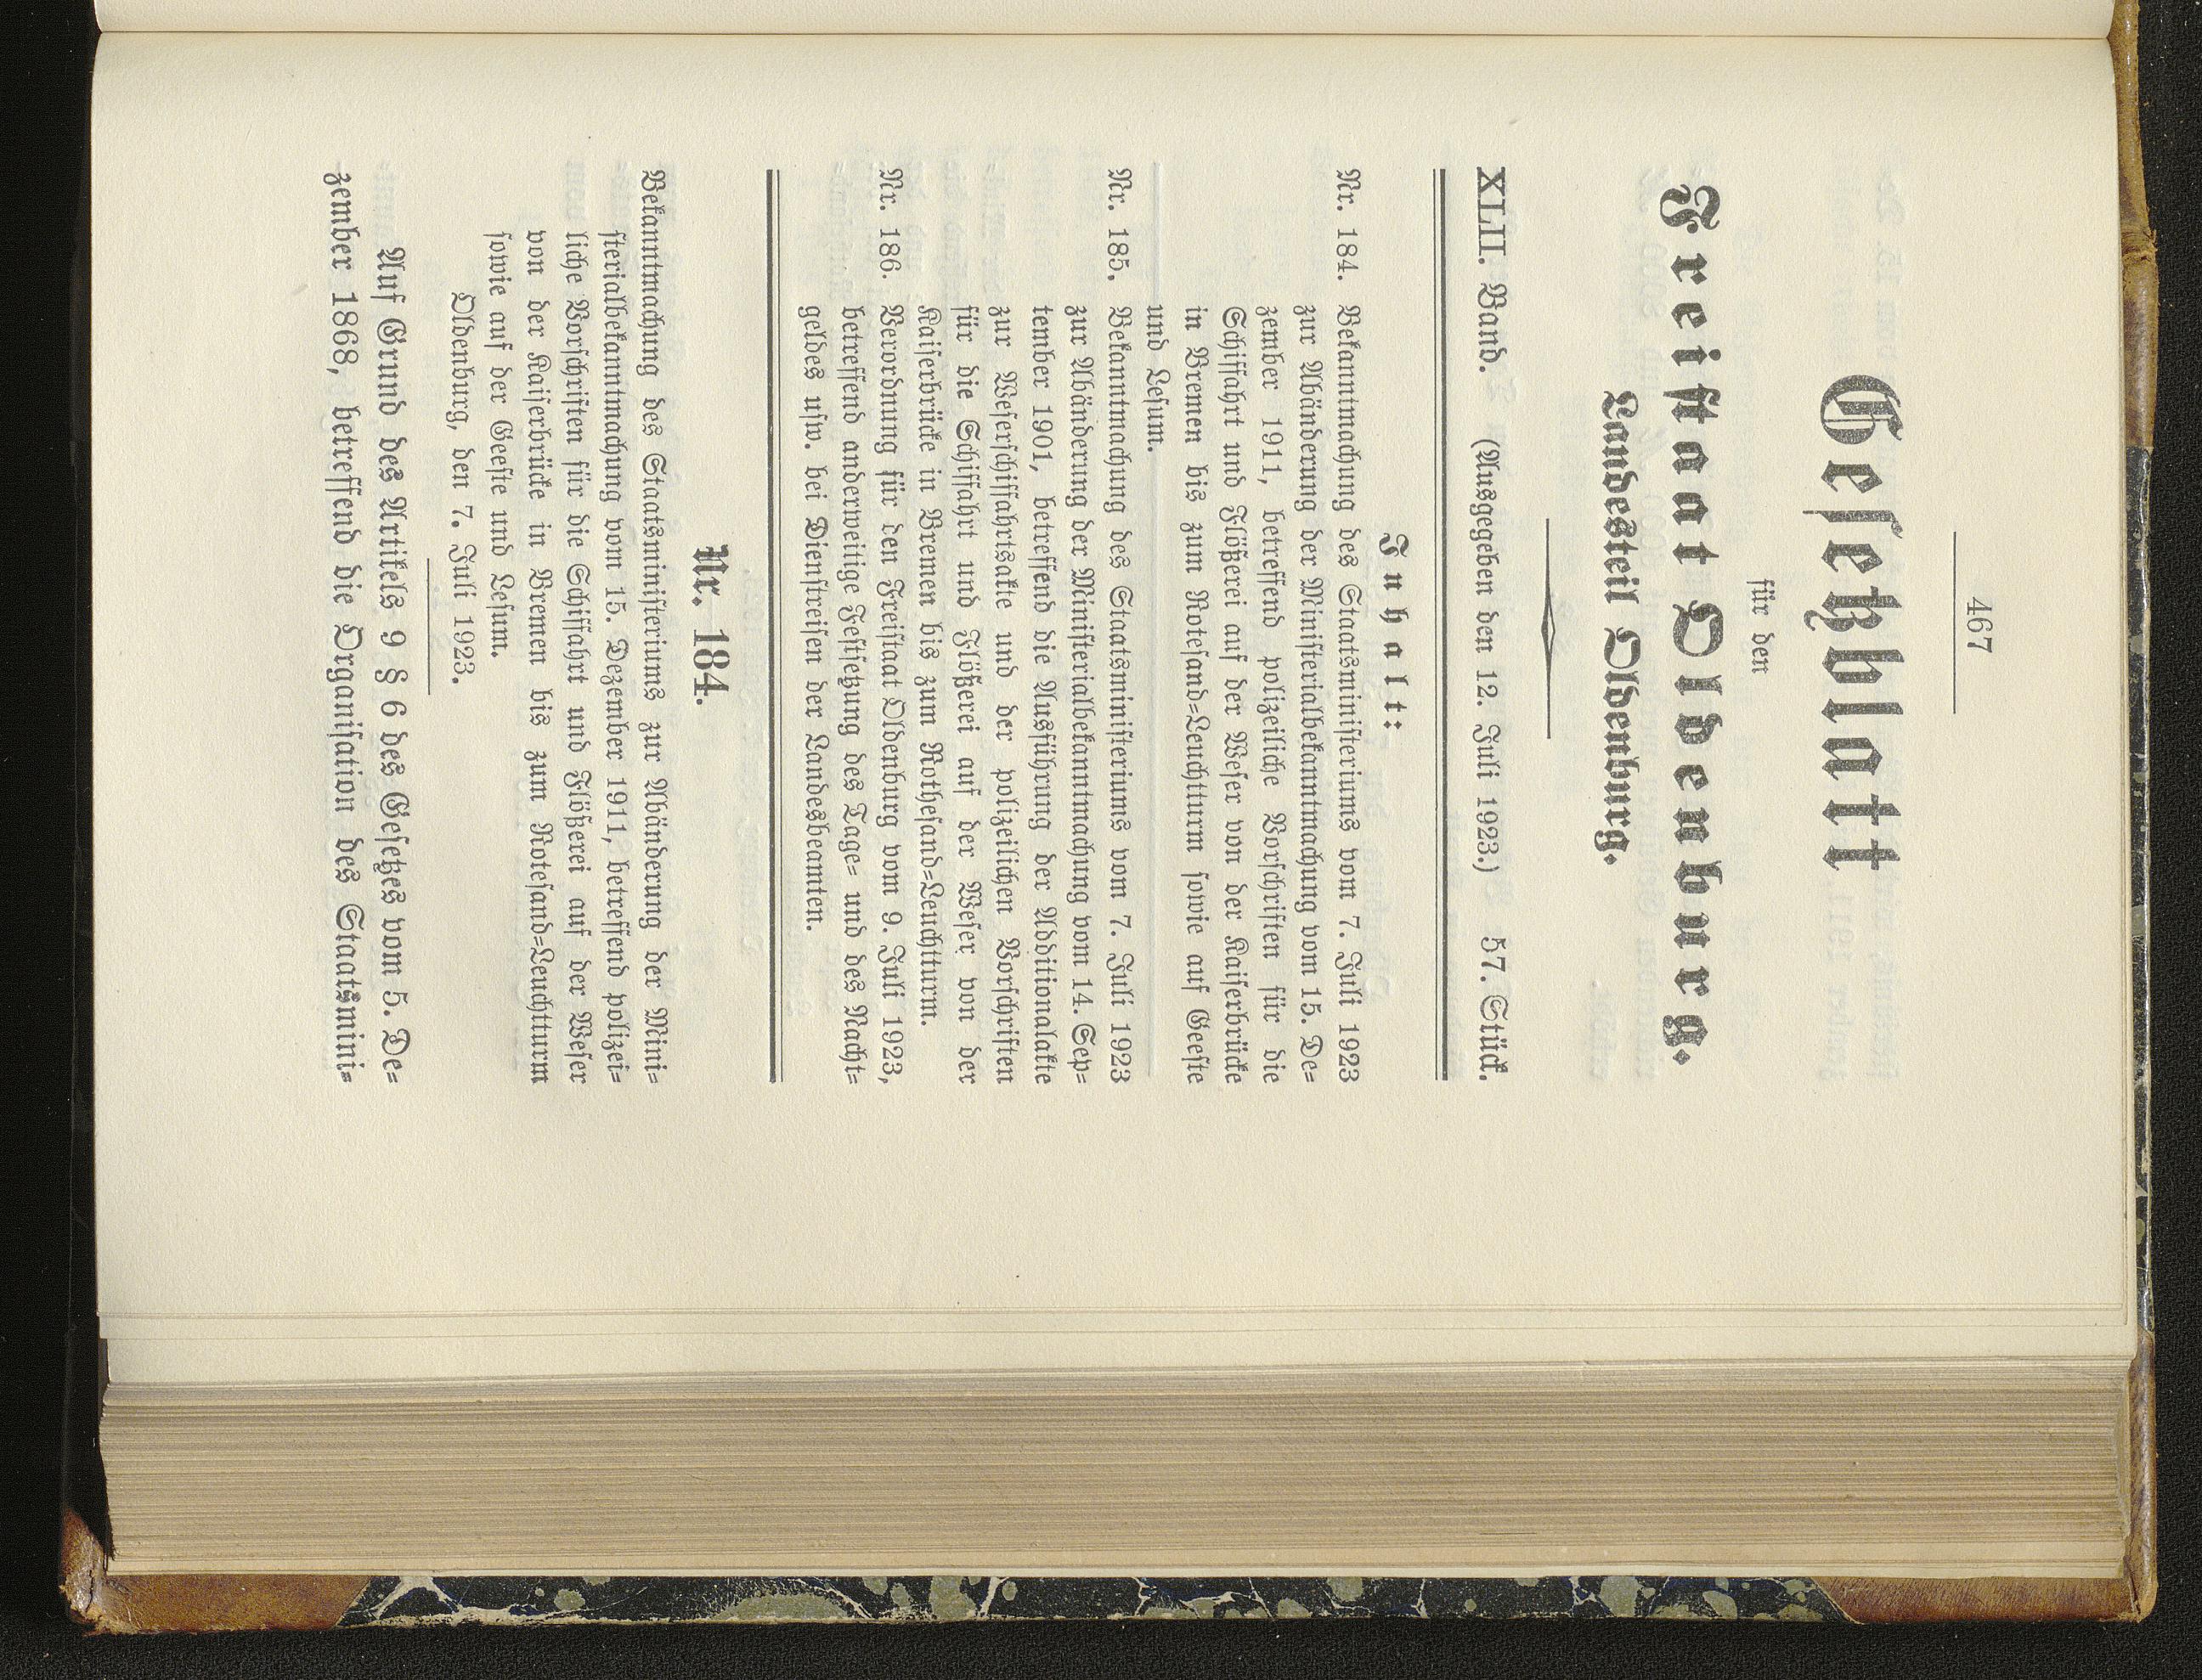 467
Gesetzblatt
für den
Freistaat Oldenburg.
Landesteil Oldenburg.
XLII. Band. (Ausgegeben den 12. Juli 1923.) 57. Stück.
Inhalt:
Nr. 184. Bekanntmachung des Staatsministeriums vom 7. Juli 1923
zur Abänderung der Ministerialbekanntmachung vom 15. De=
zember 1911, betreffend polizeiliche Vorschriften für die
Schiffahrt und Flößerei auf der Weser von der Kaiserbrücke
in Bremen bis zum Rotesand=Leuchtturm sowie auf Geeste
und Lesum.
Nr. 185. Bekanntmachung des Staatsministeriums vom 7. Juli 1923
zur Abänderung der Ministerialbekanntmachung vom 14. Sep=
tember 1901, betreffend die Ausführung der Additionalakte
zur Weserschiffahrtsakte und der polizeilichen Vorschriften
für die Schiffahrt und Flößerei auf der Weser von der
Kaiserbrücke in Bremen bis zum Rothesand=Leuchtturm.
Nr. 186. Verordnung für den Freistaat Oldenburg vom 9. Juli 1923,
betreffend anderweitige Festsetzung des Tage= und des Nacht=
geldes usw. bei Dienstreisen der Landesbeamten.
Nr. 184.
Bekanntmachung des Staatsministeriums zur Abänderung der Mini=
sterialbekanntmachung vom 15. Dezember 1911, betreffend polizei=
liche Vorschriften für die Schiffahrt und Flößerei auf der Weser
von der Kaiserbrücke in Bremen bis zum Rotesand=Leuchtturm
sowie auf der Geeste und Lesum.
Oldenburg, den 7. Juli 1923.
Auf Grund des Artikels 9 § 6 des Gesetzes vom 5. De=
zember 1868, betreffend die Organisation des Staatsmini=